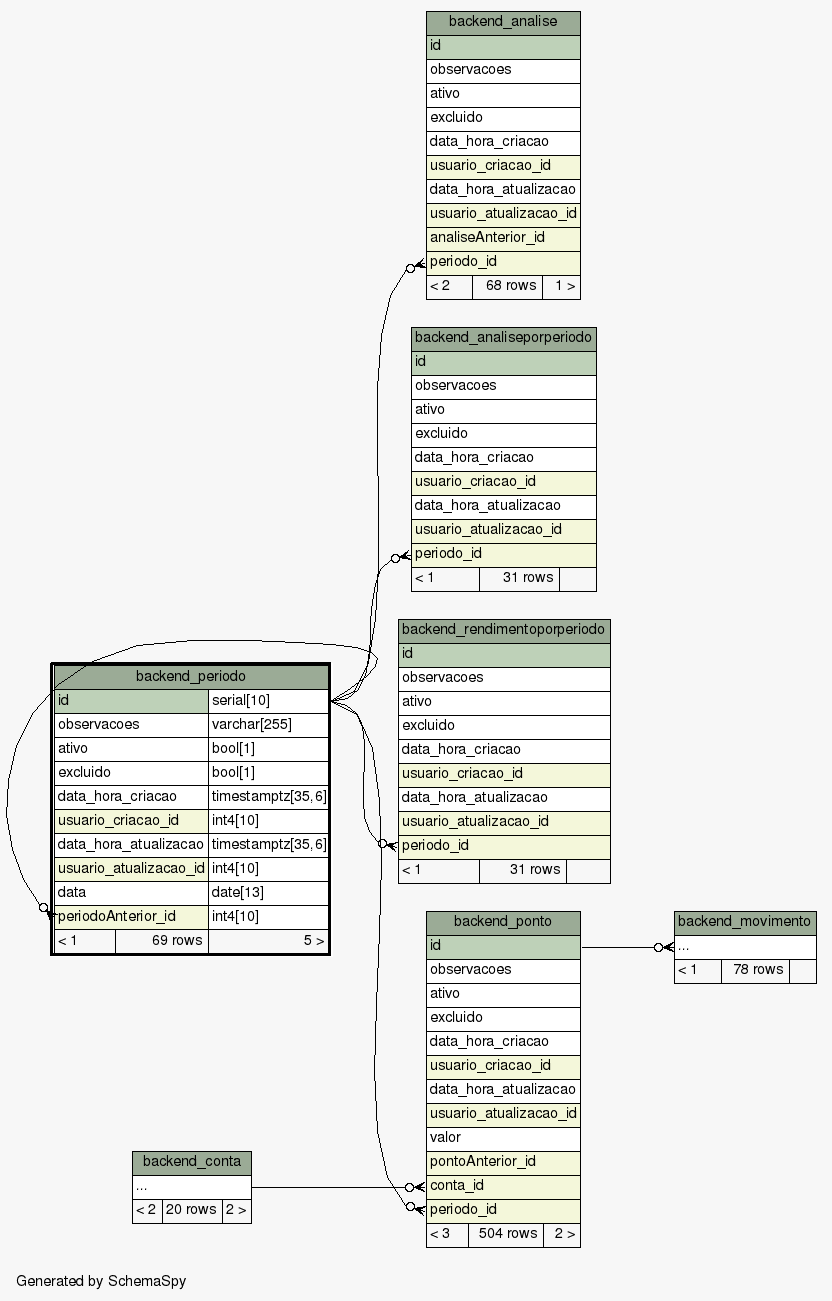 backend_analise
id
observacoes
ativo
excluido
data_hora_criacao
usuario_criacao_id
data_hora_atualizacao
usuario_atualizacao_id
analiseAnterior_id
periodo_id
< 2 68 rows 1 >
backend_analiseporperiodo
id
observacoes
ativo
excluido
data_hora_criacao
usuario_criacao_id
data_hora_atualizacao
usuario_atualizacao_id
periodo_id
< 1 31 rows
backend_rendimentoporperiodo
id
observacoes
ativo
excluido
data_hora_criacao
usuario_criacao_id
data_hora_atualizacao
usuario_atualizacao_id
periodo_id
< 1 31 rows
backend_periodo
id serial[10]
observacoes varchar[255]
ativo bool[1]
excluido bool[1]
data_hora_criacao timestamptz[35,6]
usuario_criacao_id int4[10]
data_hora_atualizacao timestamptz[35,6]
usuario_atualizacao_id int4[10]
data date[13]
periodoAnterior_id int4[10]
< 1 69 rows 5 >
backend_ponto
id
observacoes
ativo
excluido
data_hora_criacao
usuario_criacao_id
data_hora_atualizacao
usuario_atualizacao_id
valor
pontoAnterior_id
conta_id
periodo_id
< 3 504 rows 2 >
backend_movimento
...
< 1 78 rows
backend_conta
...
< 2 20 rows 2 >
Generated by SchemaSpy